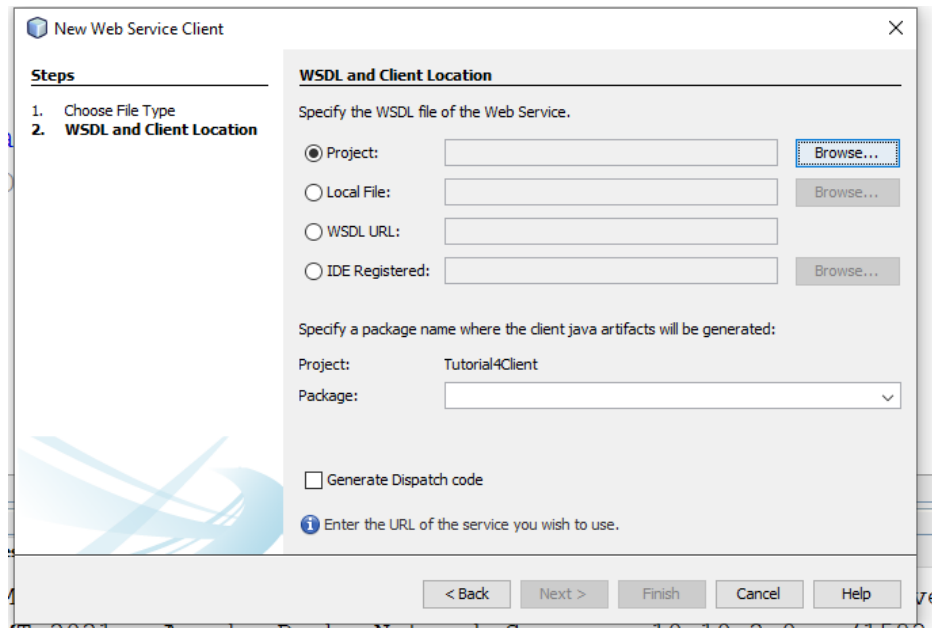 New Web Service Client
Steps
1. Choose File Type
2. WSDL and Client Location
WSDL and Client Location
Specify the WSDL file of the Web Service.
Project: Browse...
Local File: Browse...
WSDL URL:
IDE Registered: Browse...
Specify a package name where the client java artifacts will be generated:
Project: Tutorial4Client
Package:
Generate Dispatch code
Enter the URL of the service you wish to use.
< Back Next > Finish Cancel Help